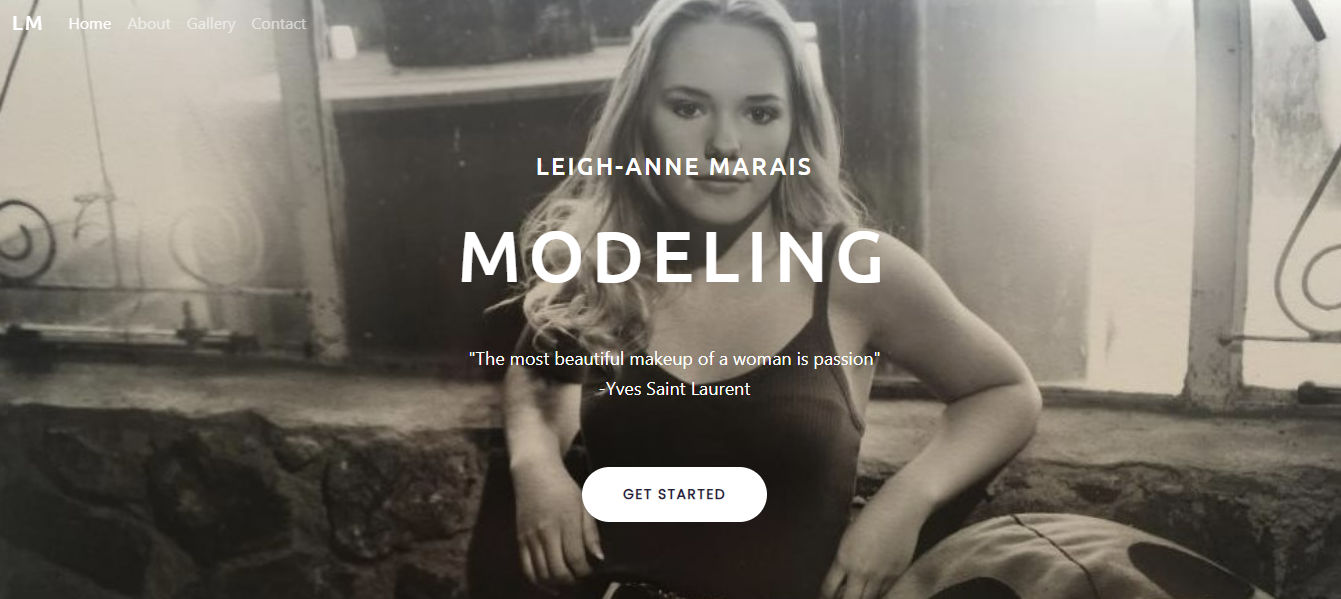 LM Home About Gallery Contact
LEIGH-ANNE MARAIS
MODELING
"The most beautiful makeup of a woman is passion"
-Yves Saint Laurent
GET STARTED